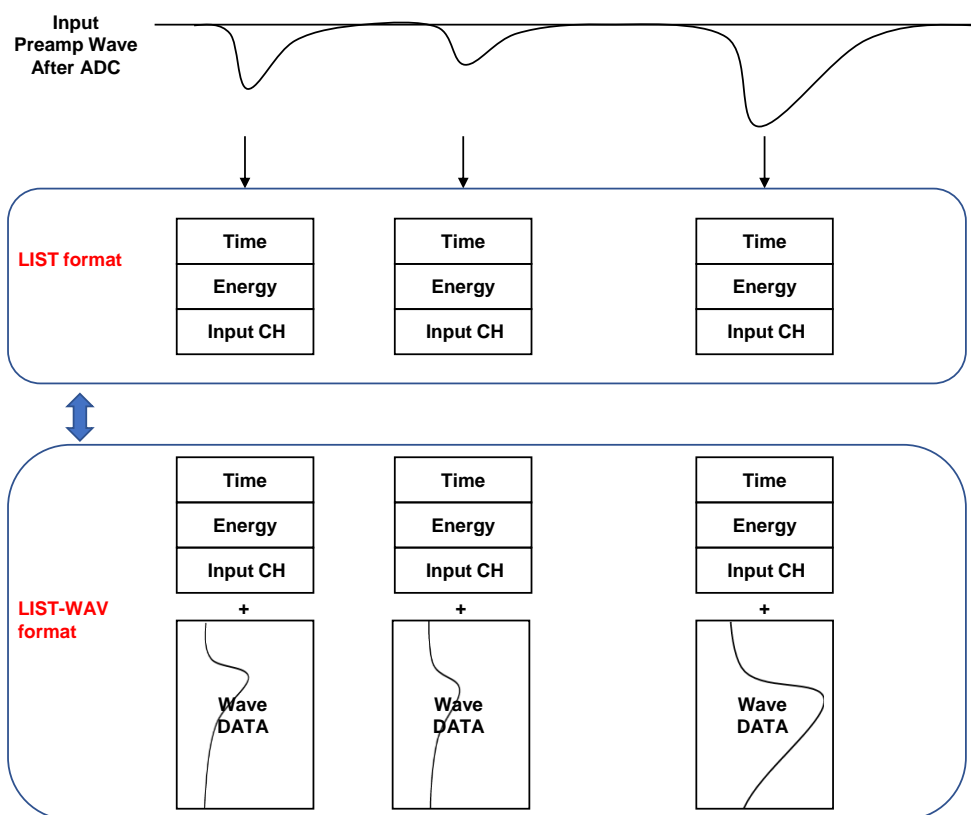 Input
Preamp Wave
After ADC
LIST format
Time
Energy
Input CH
Time
Energy
Input CH
Time
Energy
Input CH
LIST-WAV
format
Time
Energy
Input CH
+
Wave
DATA
Time
Energy
Input CH
+
Wave
DATA
Time
Energy
Input CH
+
Wave
DATA